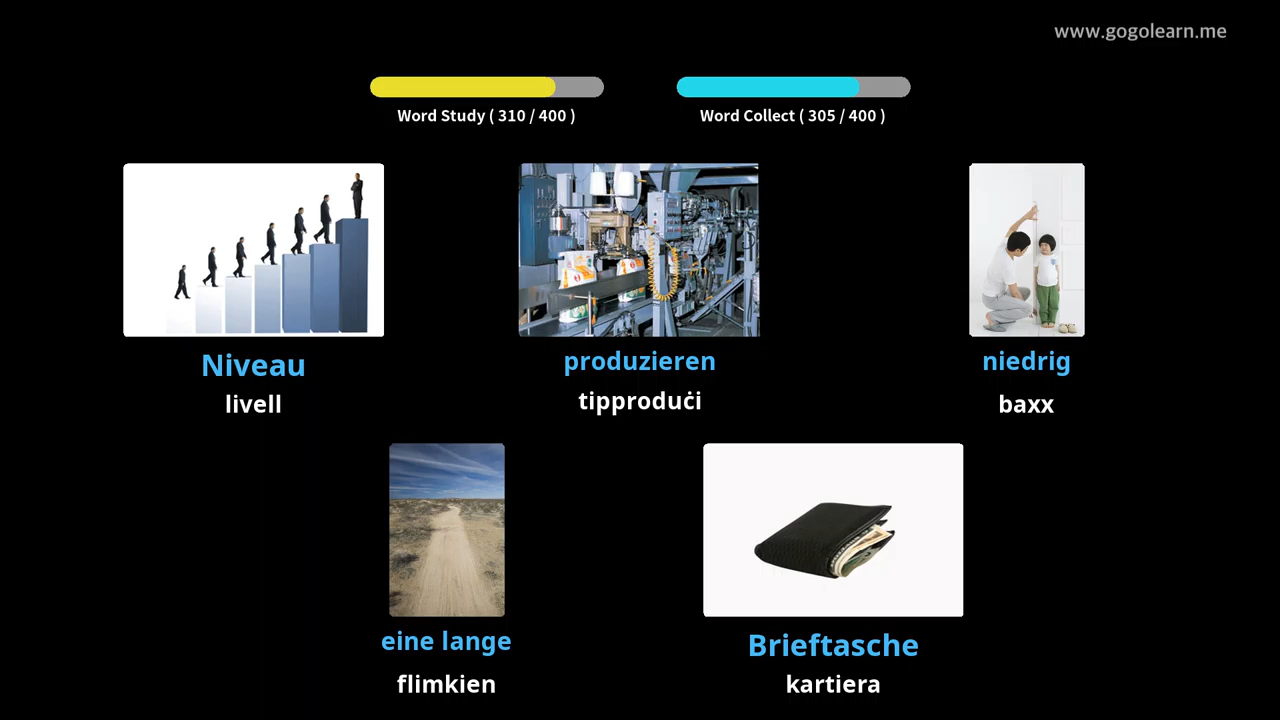 www.gogolearn.me
Word Study ( 310 / 400 )
Word Collect ( 305 / 400 )
Niveau
livell
produzieren
tipproduċi
niedrig
baxx
eine lange
flimkien
Brieftasche
kartiera